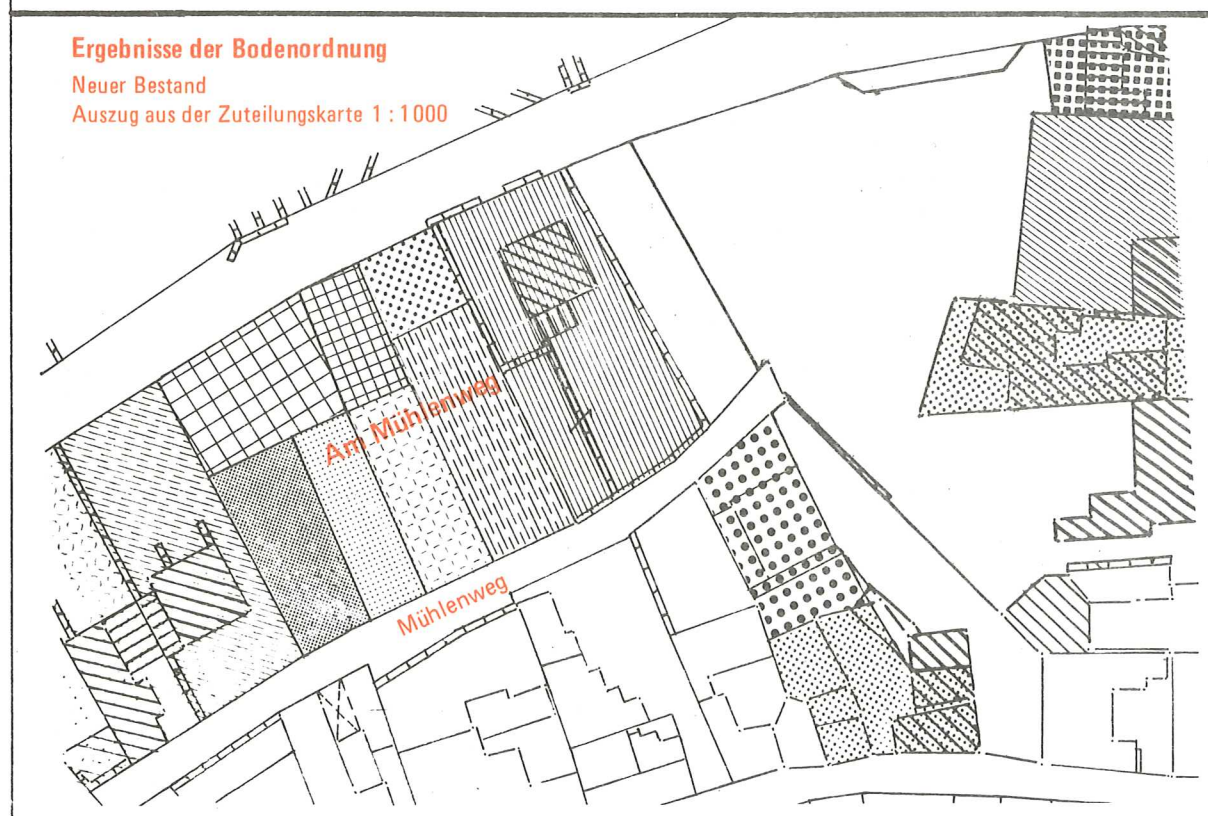 Ergebnisse der Bodenordnung
Neuer Bestand
Auszug aus der Zuteilungskarte 1 : 1000
Am Mühlenweg
Mühlenweg